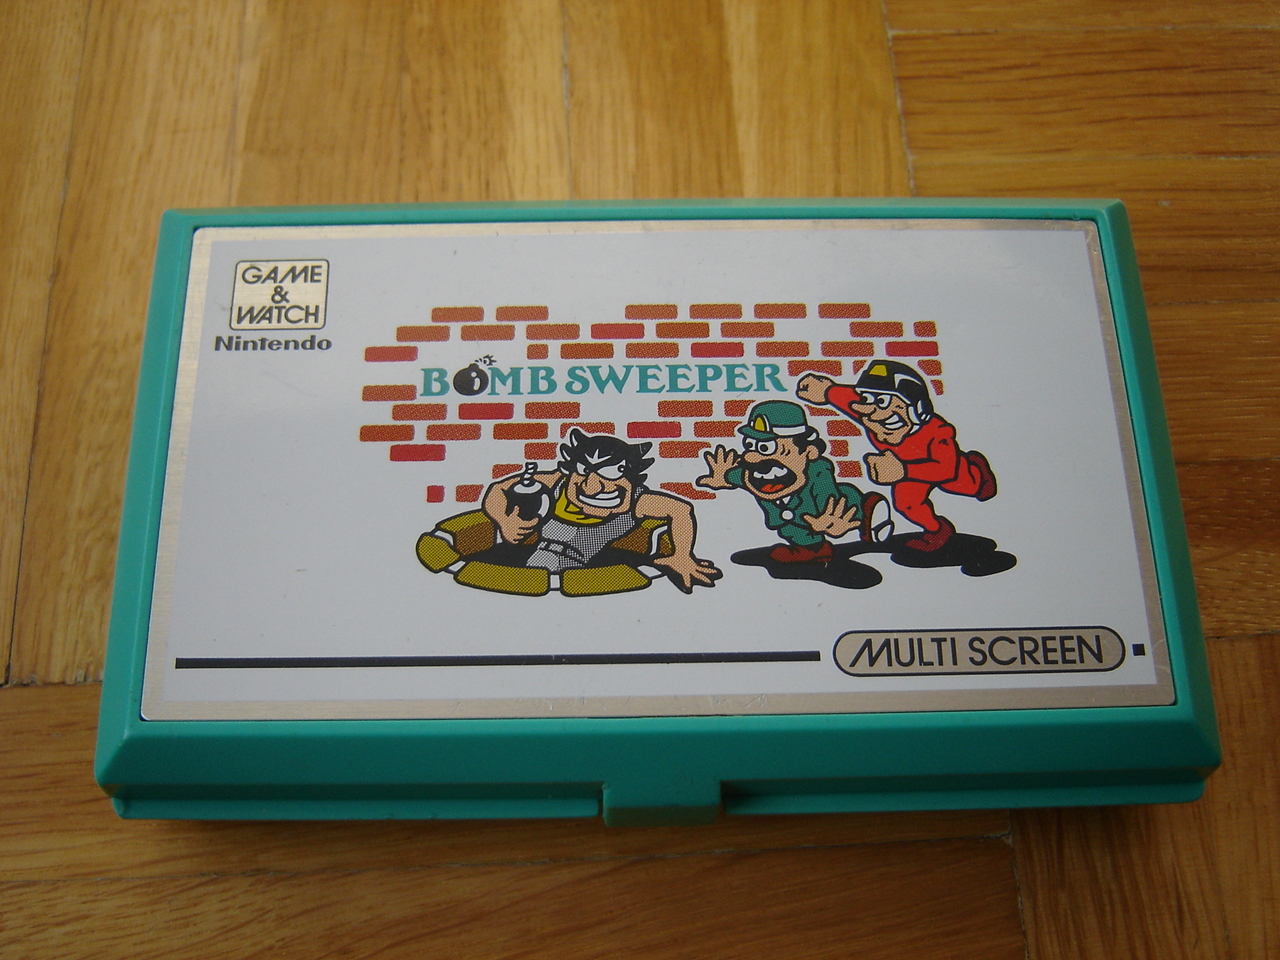 GAME
&
WATCH
Nintendo
BOMB SWEEPER
MULTI SCREEN